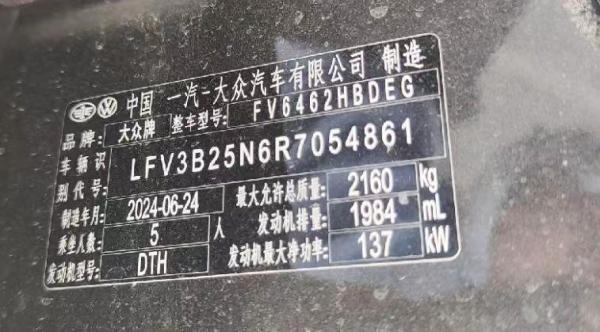 中国 一汽-大众汽车有限公司 制造
品牌: 大众牌 整车型号: FV6462HBDEG
车辆识别代号: LFV3B25N6R7054861
制造年月: 2024-06-24 最大允许总质量: 2160 kg
乘坐人数: 5 人 发动机排量: 1984 mL
发动机型号: DTH 发动机最大净功率: 137 kW